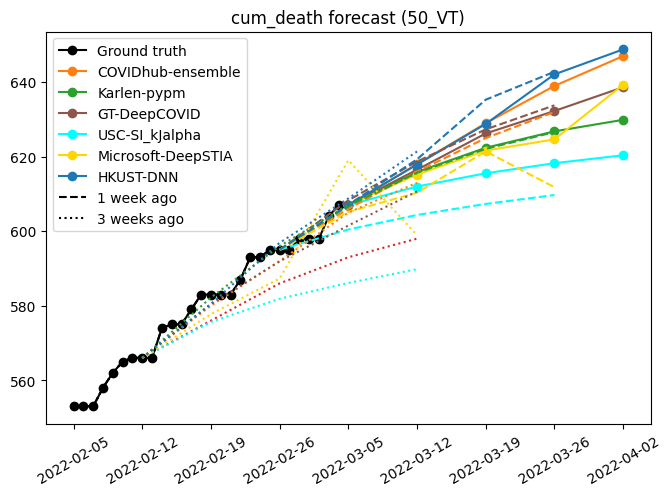 cum_death forecast (50_VT)
Ground truth
COVIDhub-ensemble
Karlen-pypm
GT-DeepCOVID
USC-SI_kJalpha
Microsoft-DeepSTIA
HKUST-DNN
1 week ago
3 weeks ago
640
620
600
580
560
2022-02-05
2022-02-12
2022-02-19
2022-02-26
2022-03-05
2022-03-12
2022-03-19
2022-03-26
2022-04-02